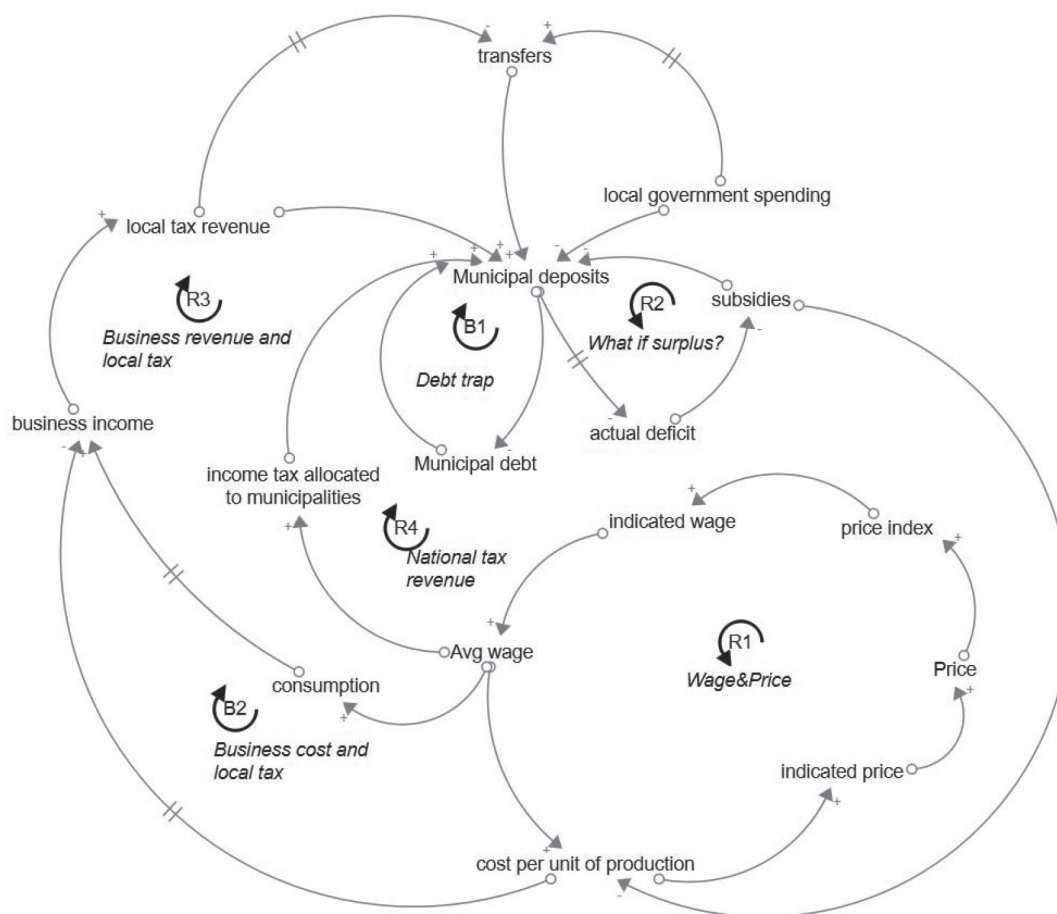 transfers
local government spending
local tax revenue
Municipal deposits
subsidies
R3
Business revenue and
local tax
B1
Debt trap
R2
What if surplus?
business income
actual deficit
Municipal debt
income tax allocated
to municipalities
indicated wage
price index
R4
National tax
revenue
Avg wage
R1
Wage&Price
Price
consumption
B2
Business cost and
local tax
indicated price
cost per unit of production